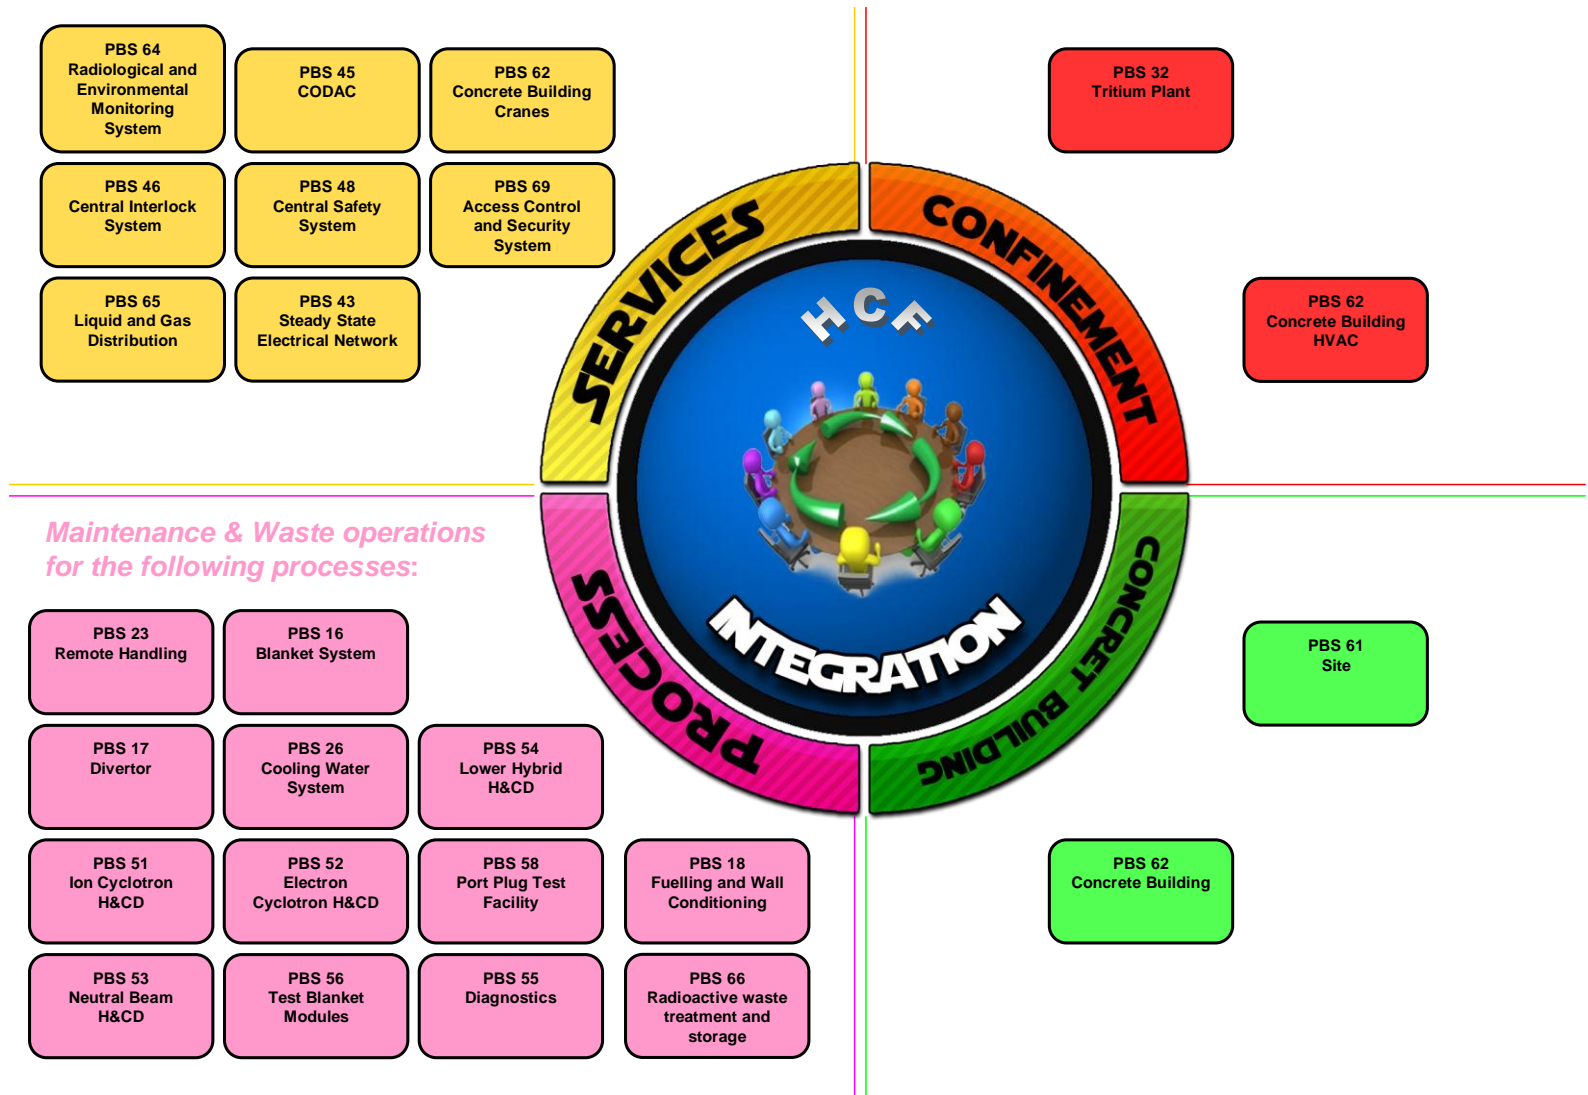 PBS 64
Radiological and
Environmental
Monitoring
System
PBS 45
CODAC
PBS 62
Concrete Building
Cranes
PBS 46
Central Interlock
System
PBS 48
Central Safety
System
PBS 69
Access Control
and Security
System
PBS 65
Liquid and Gas
Distribution
PBS 43
Steady State
Electrical Network
PBS 32
Tritium Plant
PBS 62
Concrete Building
HVAC
SERVICES
CONFINEMENT
HCF
INTEGRATION
PROCESS
CONCRET BUILDING
Maintenance & Waste operations
for the following processes:
PBS 23
Remote Handling
PBS 16
Blanket System
PBS 17
Divertor
PBS 26
Cooling Water
System
PBS 54
Lower Hybrid
H&CD
PBS 51
Ion Cyclotron
H&CD
PBS 52
Electron
Cyclotron H&CD
PBS 58
Port Plug Test
Facility
PBS 18
Fuelling and Wall
Conditioning
PBS 53
Neutral Beam
H&CD
PBS 56
Test Blanket
Modules
PBS 55
Diagnostics
PBS 66
Radioactive waste
treatment and
storage
PBS 61
Site
PBS 62
Concrete Building